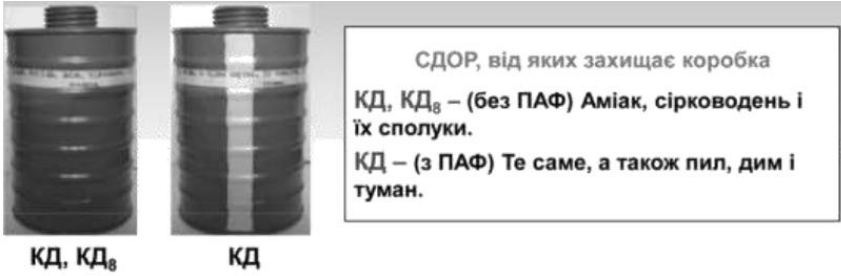 СДОР, від яких захищає коробка
КД, КД₈ – (без ПАФ) Аміак, сірководень і
їх сполуки.
КД – (з ПАФ) Те саме, а також пил, дим і
туман.
КД, КД₈
КД